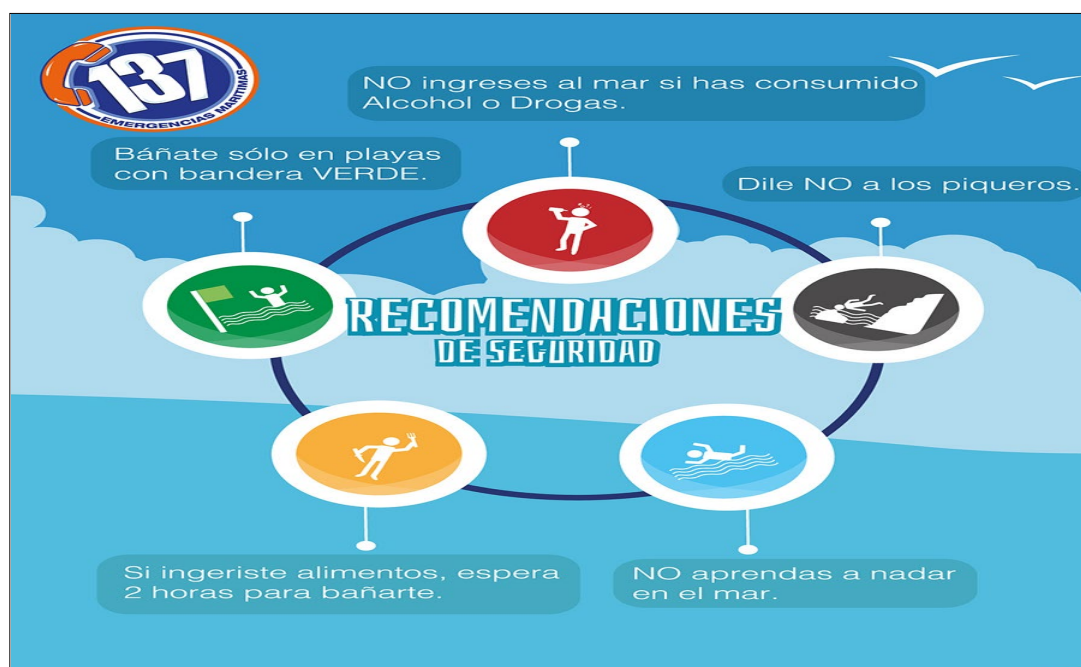 137
EMERGENCIAS MARITIMAS
NO ingreses al mar si has consumido
Alcohol o Drogas.
Báñate sólo en playas
con bandera VERDE.
Dile NO a los piqueros.
RECOMENDACIONES
DE SEGURIDAD
Si ingeriste alimentos, espera
2 horas para bañarte.
NO aprendas a nadar
en el mar.